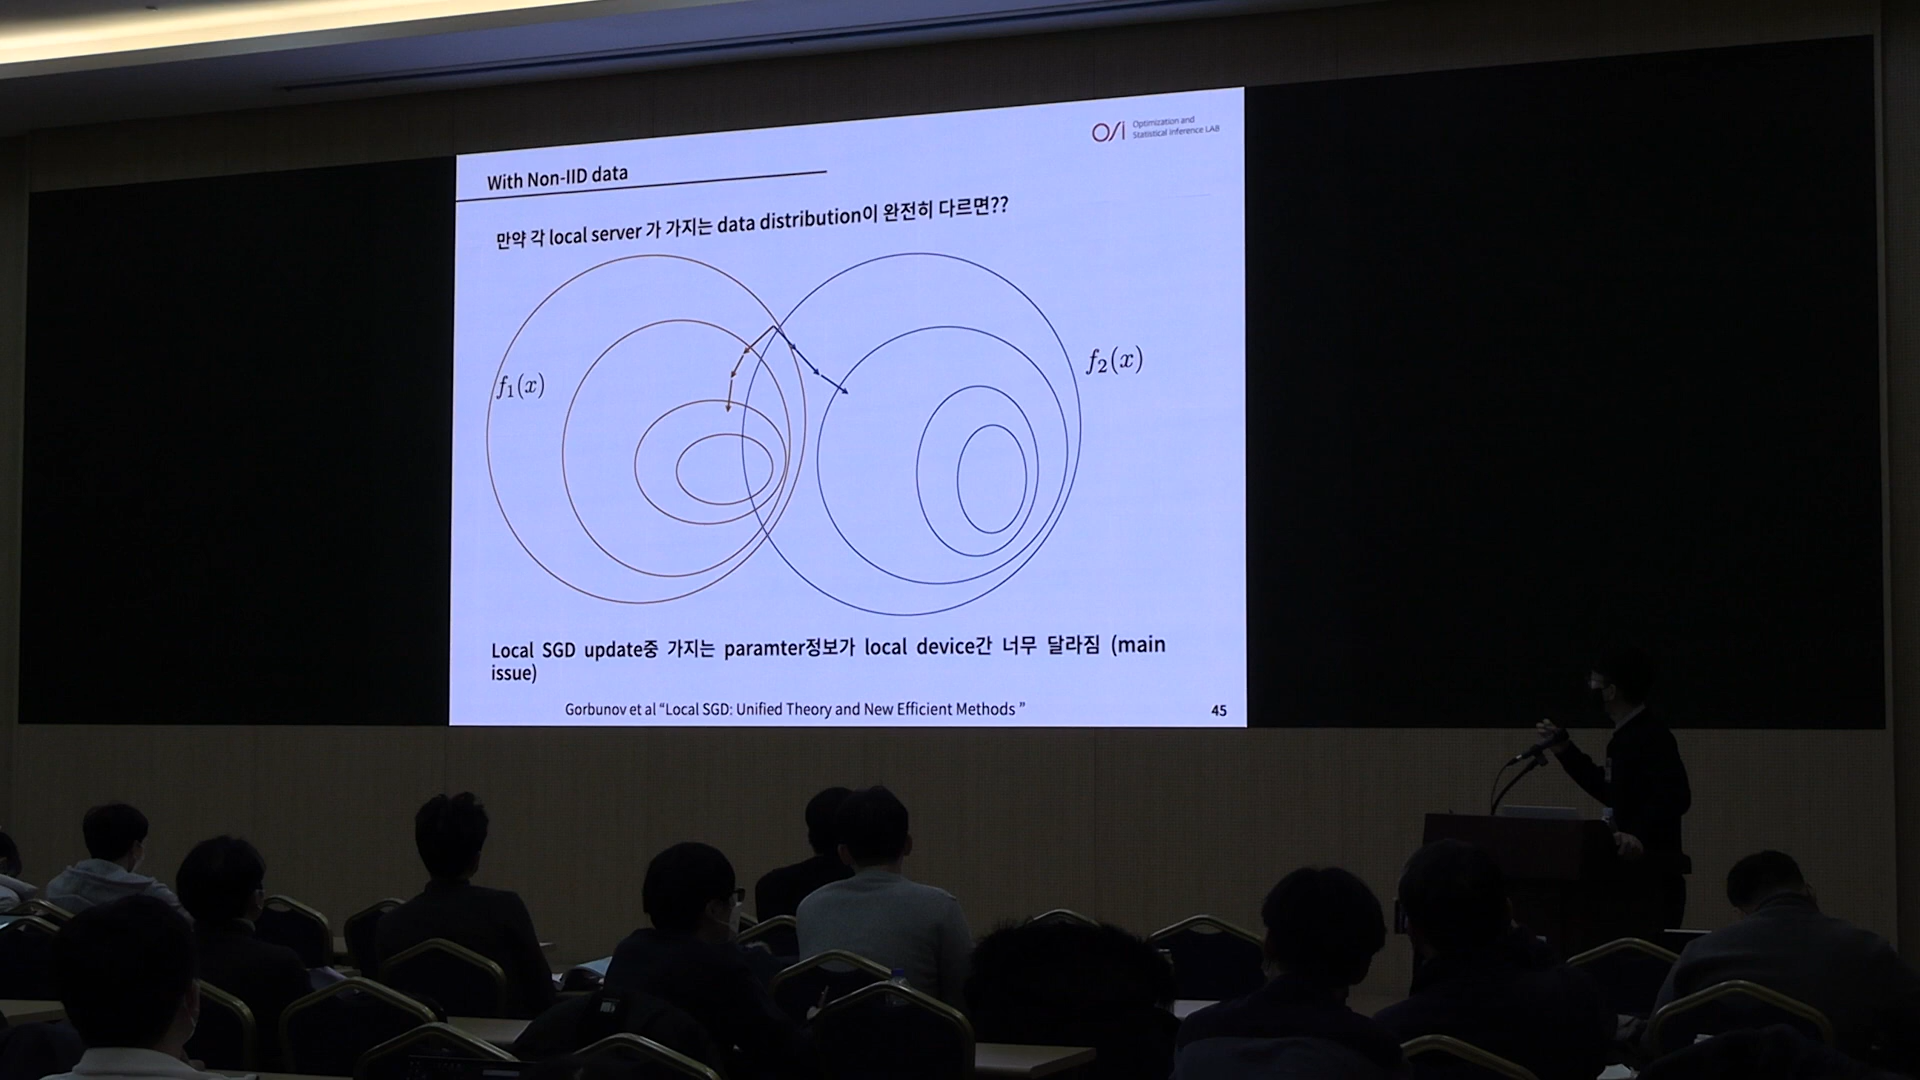 OSi Optimization and
Statistical Inference LAB
With Non-IID data
만약 각 local server 가 가지는 data distribution이 완전히 다르면??
f₁(x)
f₂(x)
Local SGD update중 가지는 paramter정보가 local device간 너무 달라짐 (main
issue)
Gorbunov et al “Local SGD: Unified Theory and New Efficient Methods ”
45